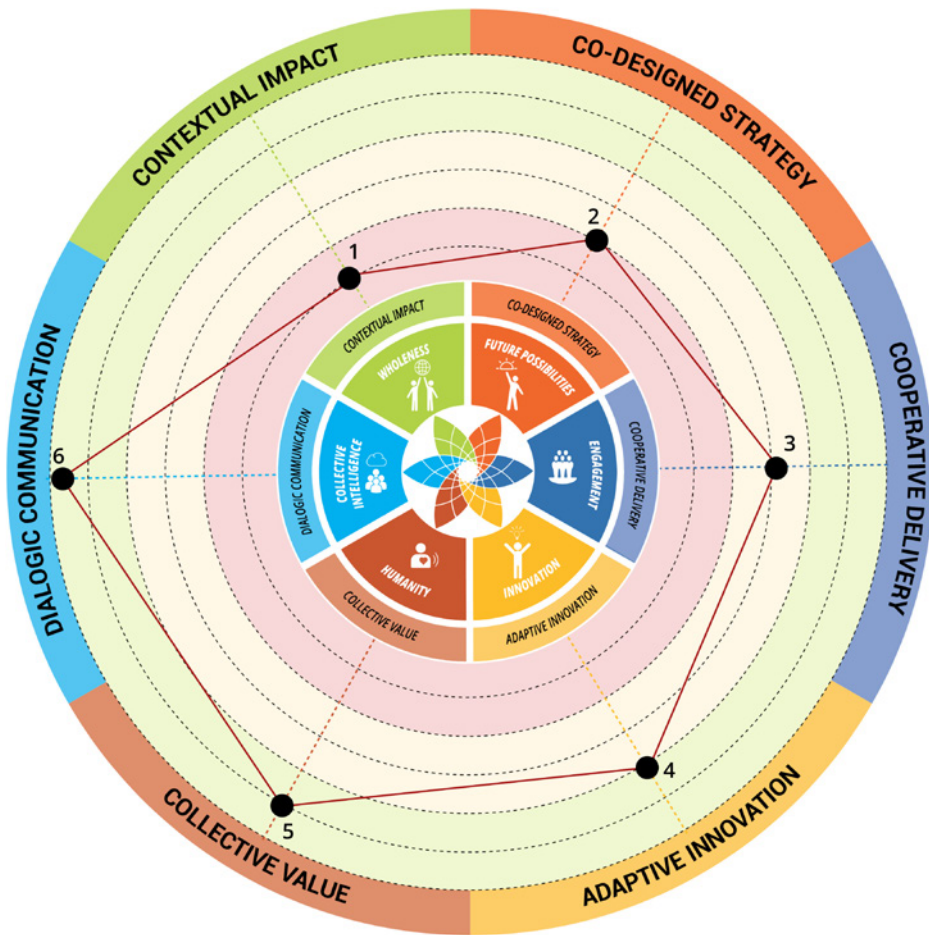 CONTEXTUAL IMPACT
CO-DESIGNED STRATEGY
COOPERATIVE DELIVERY
ADAPTIVE INNOVATION
COLLECTIVE VALUE
DIALOGIC COMMUNICATION
1
2
3
4
5
6
CONTEXTUAL IMPACT
CO-DESIGNED STRATEGY
COOPERATIVE DELIVERY
ADAPTIVE INNOVATION
COLLECTIVE VALUE
DIALOGIC COMMUNICATION
WHOLENESS
FUTURE POSSIBILITIES
ENGAGEMENT
INNOVATION
HUMANITY
COLLECTIVE
INTELLIGENCE